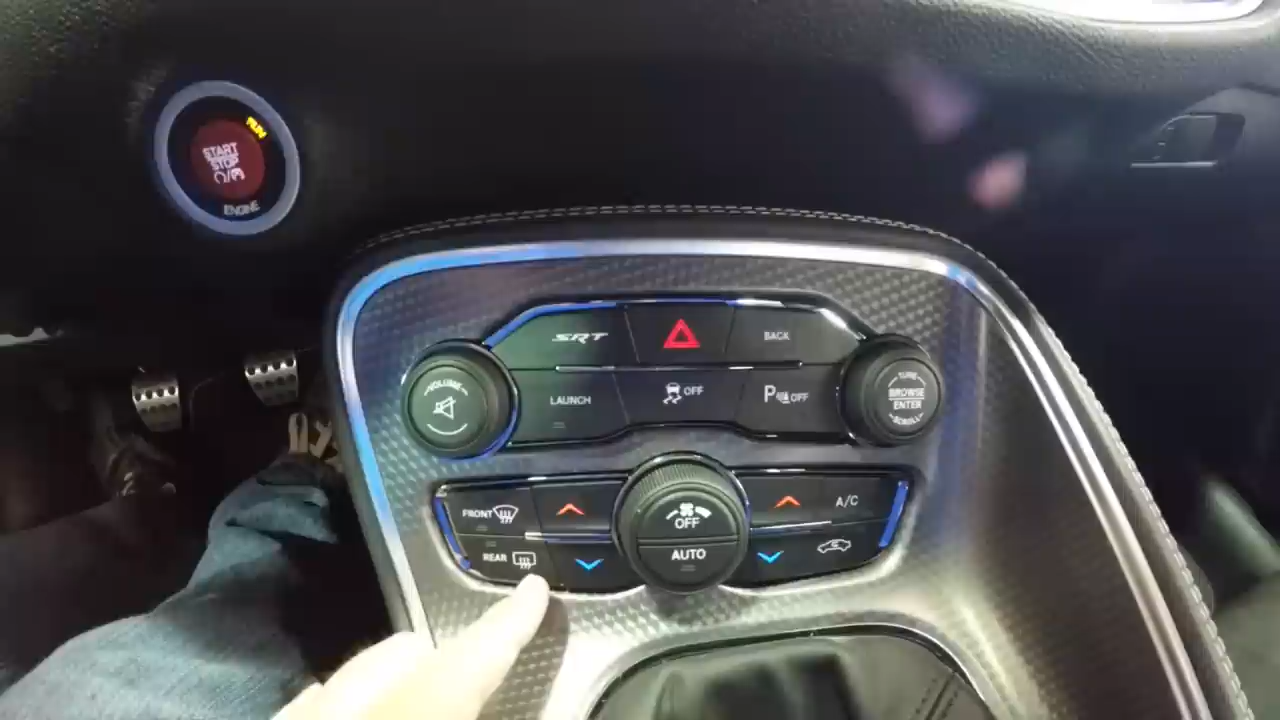 RUN
START
STOP
ENGINE
SRT
BACK
VOLUME
LAUNCH
OFF
P OFF
TUNE
BROWSE
ENTER
SCROLL
FRONT
OFF
A/C
REAR
AUTO